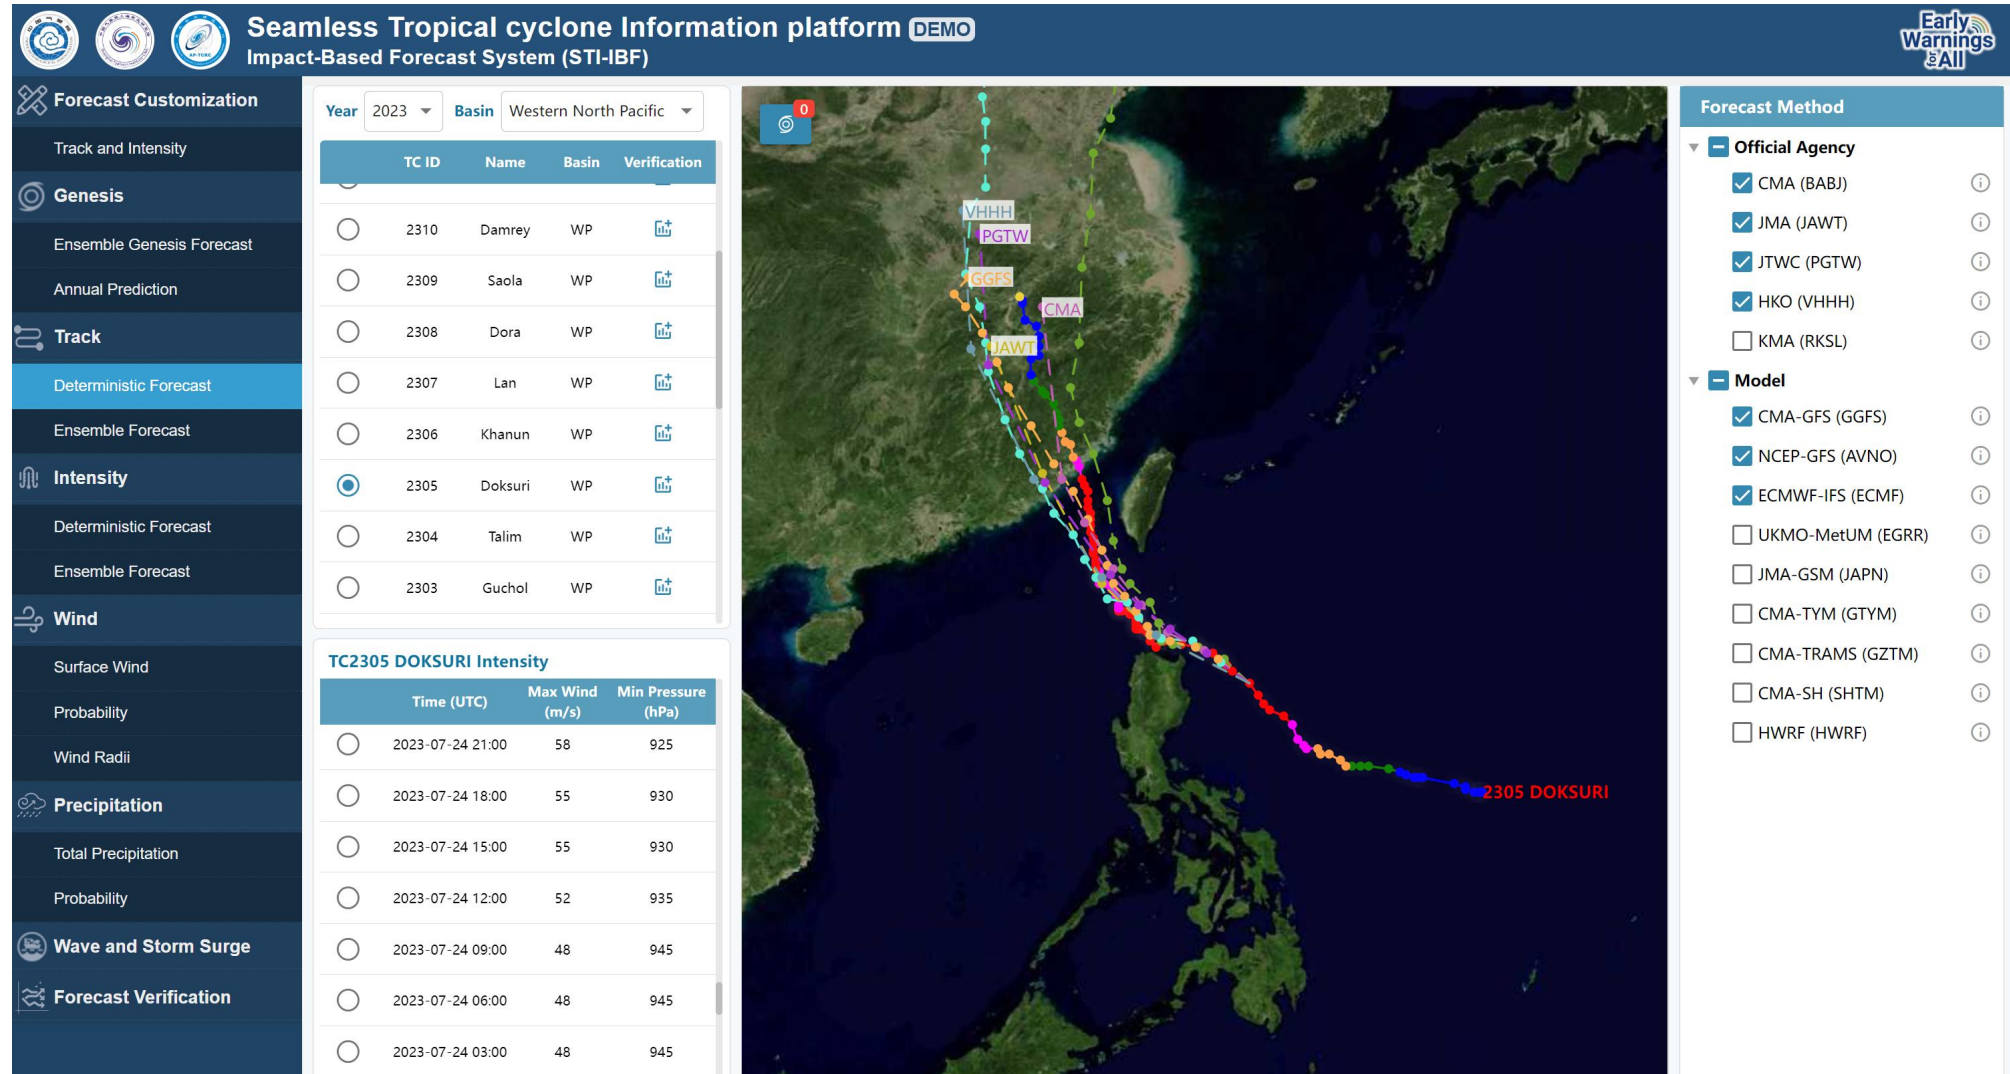 Seamless Tropical cyclone Information platform DEMO
Impact-Based Forecast System (STI-IBF)
Early
Warnings
for All
Forecast Customization
Track and Intensity
Genesis
Ensemble Genesis Forecast
Annual Prediction
Track
Deterministic Forecast
Ensemble Forecast
Intensity
Deterministic Forecast
Ensemble Forecast
Wind
Surface Wind
Probability
Wind Radii
Precipitation
Total Precipitation
Probability
Wave and Storm Surge
Forecast Verification
Year 2023 Basin Western North Pacific
TC ID Name Basin Verification
2310 Damrey WP
2309 Saola WP
2308 Dora WP
2307 Lan WP
2306 Khanun WP
2305 Doksuri WP
2304 Talim WP
2303 Guchol WP
TC2305 DOKSURI Intensity
Time (UTC) Max Wind (m/s) Min Pressure (hPa)
2023-07-24 21:00 58 925
2023-07-24 18:00 55 930
2023-07-24 15:00 55 930
2023-07-24 12:00 52 935
2023-07-24 09:00 48 945
2023-07-24 06:00 48 945
2023-07-24 03:00 48 945
0
VHHH
PGTW
GGFS
CMA
JAWT
2305 DOKSURI
Forecast Method
Official Agency
CMA (BABJ)
JMA (JAWT)
JTWC (PGTW)
HKO (VHHH)
KMA (RKSL)
Model
CMA-GFS (GGFS)
NCEP-GFS (AVNO)
ECMWF-IFS (ECMF)
UKMO-MetUM (EGRR)
JMA-GSM (JAPN)
CMA-TYM (GTYM)
CMA-TRAMS (GZTM)
CMA-SH (SHTM)
HWRF (HWRF)